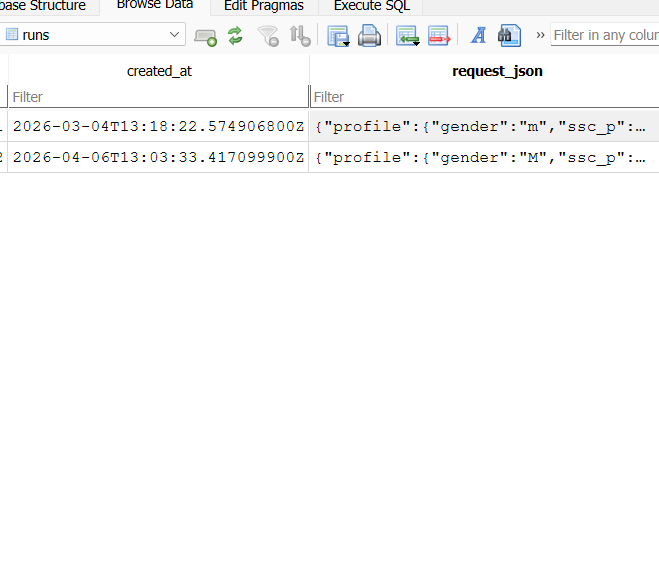 base Structure Browse Data Edit Pragmas Execute SQL
runs » Filter in any colum
created_at request_json
Filter Filter
1 2026-03-04T13:18:22.574906800Z {"profile":{"gender":"m","ssc_p":…
2 2026-04-06T13:03:33.417099900Z {"profile":{"gender":"M","ssc_p":…